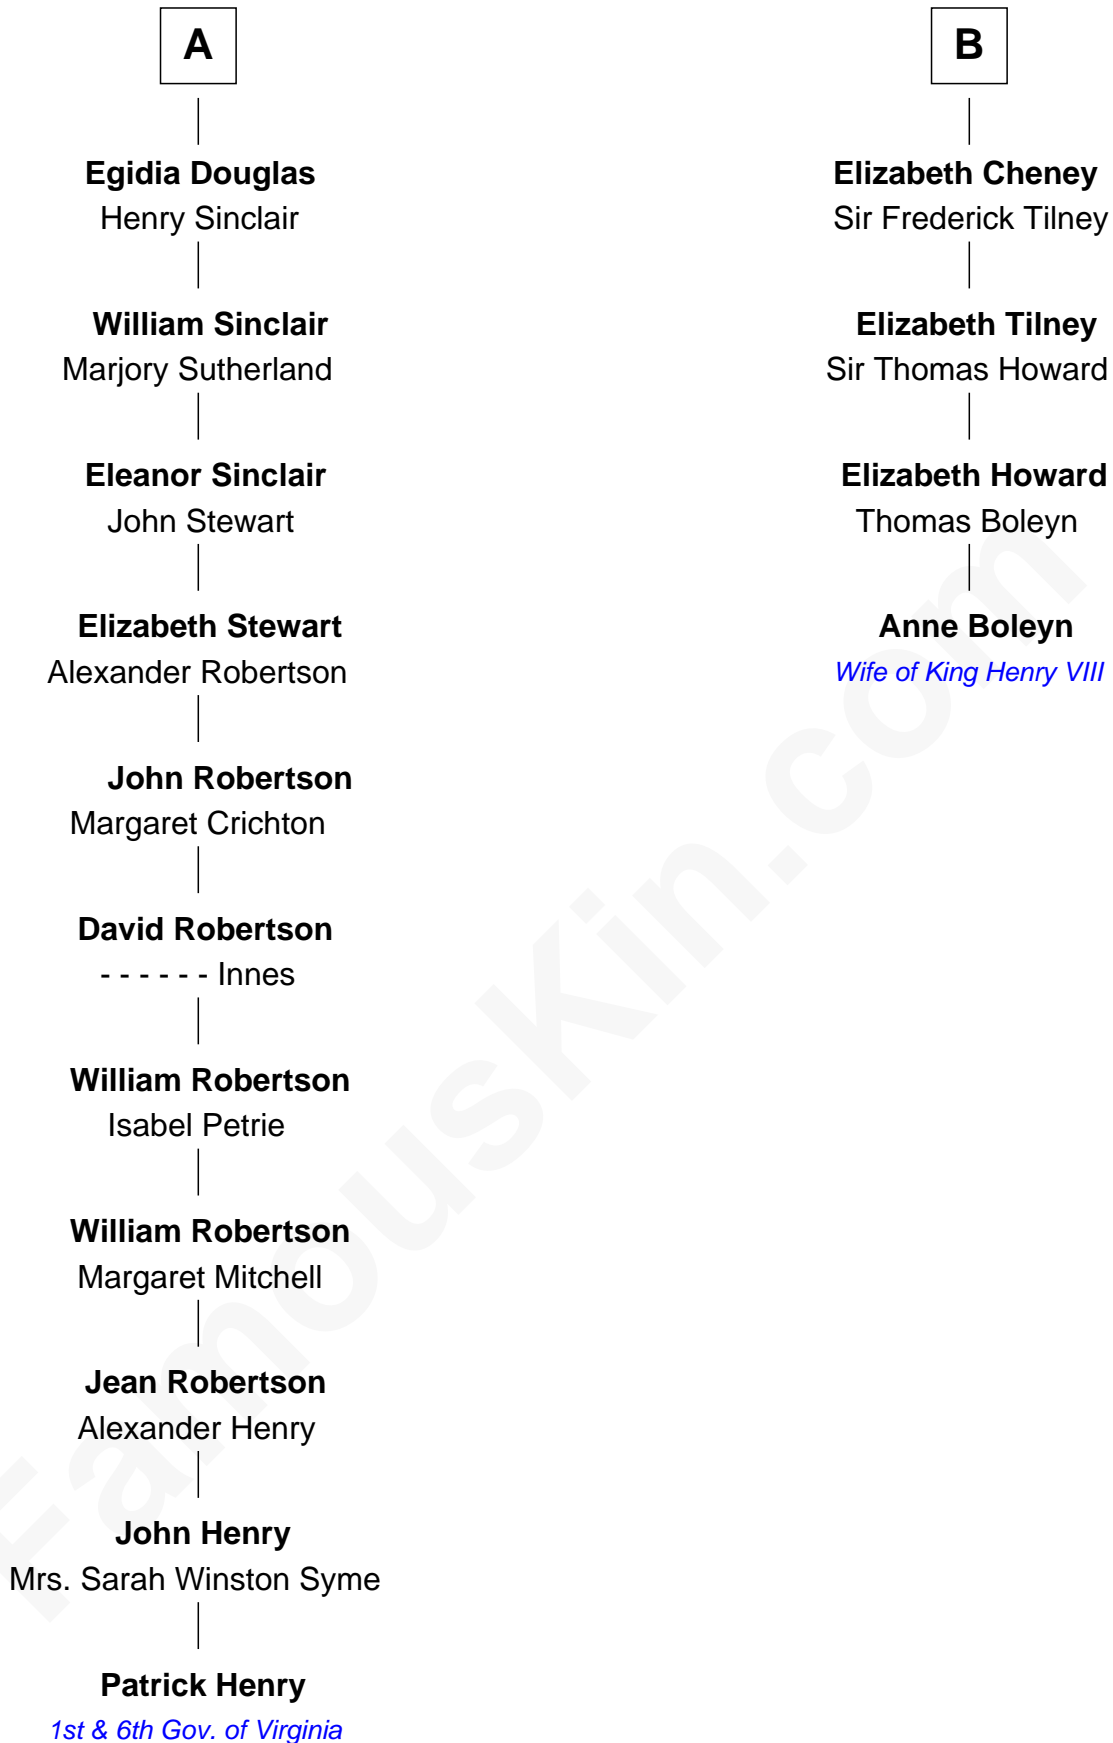 A
Egidia Douglas
Henry Sinclair
William Sinclair
Marjory Sutherland
Eleanor Sinclair
John Stewart
Elizabeth Stewart
Alexander Robertson
John Robertson
Margaret Crichton
David Robertson
- - - - - - Innes
William Robertson
Isabel Petrie
William Robertson
Margaret Mitchell
Jean Robertson
Alexander Henry
John Henry
Mrs. Sarah Winston Syme
Patrick Henry
1st & 6th Gov. of Virginia
B
Elizabeth Cheney
Sir Frederick Tilney
Elizabeth Tilney
Sir Thomas Howard
Elizabeth Howard
Thomas Boleyn
Anne Boleyn
Wife of King Henry VIII
FamousKin.com